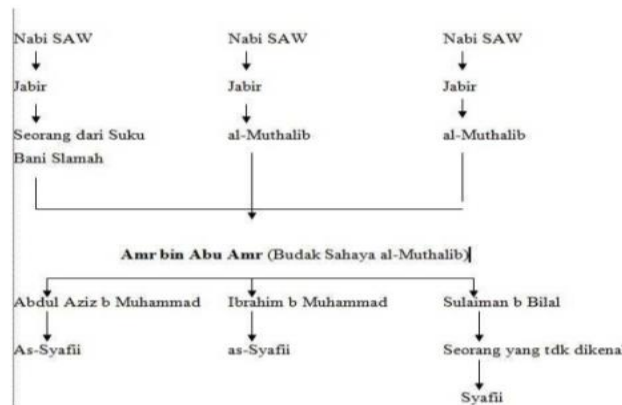 Nabi SAW Nabi SAW Nabi SAW
Jabir Jabir Jabir
Seorang dari Suku al-Muthalib al-Muthalib
Bani Slamah
Amr bin Abu Amr (Budak Sahaya al-Muthalib)
Abdul Aziz b Muhammad Ibrahim b Muhammad Sulaiman b Bilal
As-Syafii as-Syafii Seorang yang tdk dikenal
Syafii